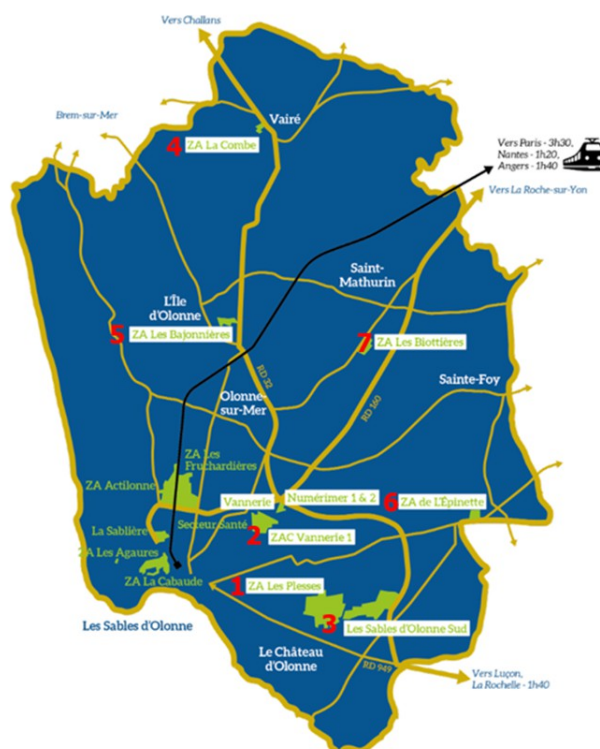 Vers Challans
Brem-sur-Mer
Vairé
4
ZA La Combe
Vers Paris - 3h30,
Nantes - 1h20,
Angers - 1h40
Vers La Roche-sur-Yon
Saint-
Mathurin
L'Île
d'Olonne
5
ZA Les Bajonnières
7
ZA Les Biottières
RD 32
Olonne-
sur-Mer
RD 160
Sainte-Foy
ZA Les
Fruchardières
ZA Actilonne
Vannerie
Numérimer 1 & 2
6
ZA de L'Épinette
Secteur Santé
La Sablière
2
ZAC Vannerie 1
ZA Les Agaures
ZA La Cabaude
1
ZA Les Plesses
3
Les Sables d'Olonne Sud
Les Sables d'Olonne
Le Château
d'Olonne
RD 949
Vers Luçon,
La Rochelle - 1h40